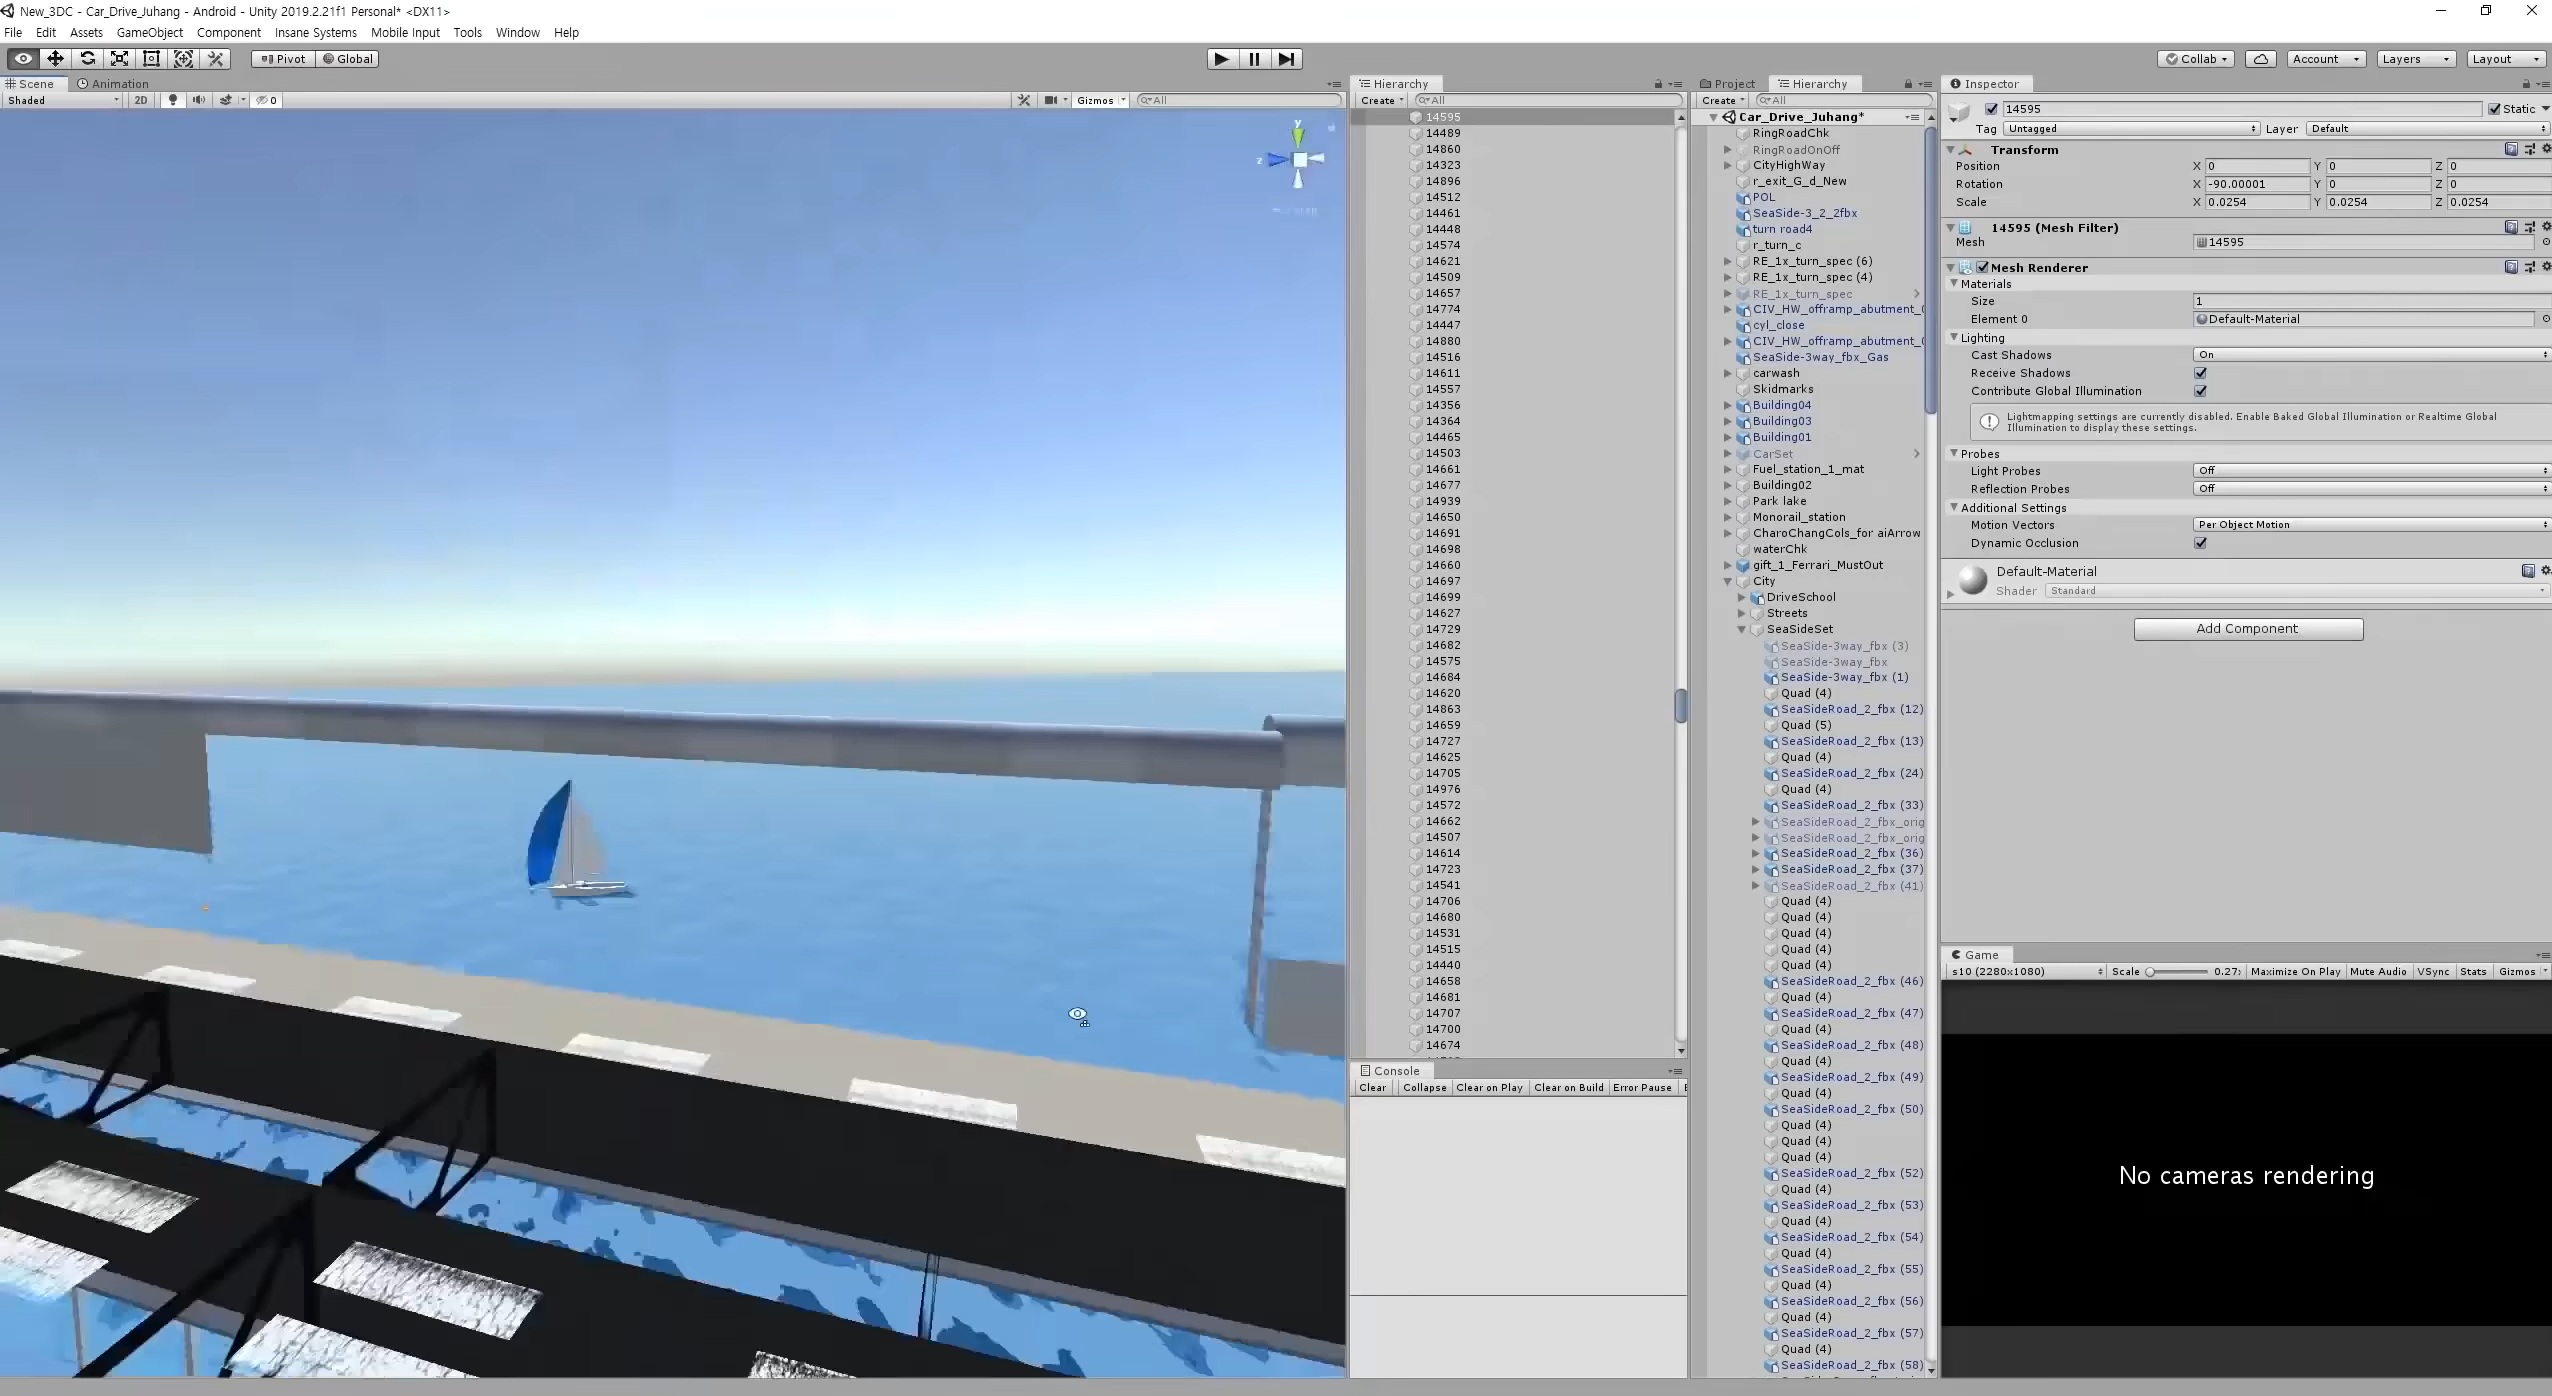 New_3DC - Car_Drive_Juhang - Android - Unity 2019.2.21f1 Personal* <DX11>
File Edit Assets GameObject Component Insane Systems Mobile Input Tools Window Help
Pivot Global Collab Account Layers Layout
Scene Animation
Shaded 2D 0 Gizmos All
z y
Hierarchy
Create All
14595
14489
14860
14323
14896
14512
14461
14448
14574
14621
14509
14657
14774
14447
14880
14516
14611
14557
14356
14364
14465
14503
14661
14677
14939
14650
14691
14698
14660
14697
14699
14627
14729
14682
14575
14684
14620
14863
14659
14727
14625
14705
14976
14572
14662
14507
14614
14723
14541
14706
14680
14531
14515
14440
14658
14681
14707
14700
14674
Console
Clear Collapse Clear on Play Clear on Build Error Pause E
Project Hierarchy
Create All
Car_Drive_Juhang*
RingRoadChk
RingRoadOnOff
CityHighWay
r_exit_G_d_New
POL
SeaSide-3_2_2fbx
turn road4
r_turn_c
RE_1x_turn_spec (6)
RE_1x_turn_spec (4)
RE_1x_turn_spec
CIV_HW_offramp_abutment_
cyl_close
CIV_HW_offramp_abutment_
SeaSide-3way_fbx_Gas
carwash
Skidmarks
Building04
Building03
Building01
CarSet
Fuel_station_1_mat
Building02
Park lake
Monorail_station
CharoChangCols_for aiArrow
waterChk
gift_1_Ferrari_MustOut
City
DriveSchool
Streets
SeaSideSet
SeaSide-3way_fbx (3)
SeaSide-3way_fbx
SeaSide-3way_fbx (1)
Quad (4)
SeaSideRoad_2_fbx (12)
Quad (5)
SeaSideRoad_2_fbx (13)
Quad (4)
SeaSideRoad_2_fbx (24)
Quad (4)
SeaSideRoad_2_fbx (33)
SeaSideRoad_2_fbx_orig
SeaSideRoad_2_fbx_orig
SeaSideRoad_2_fbx (36)
SeaSideRoad_2_fbx (37)
SeaSideRoad_2_fbx (41)
Quad (4)
Quad (4)
Quad (4)
Quad (4)
Quad (4)
SeaSideRoad_2_fbx (46)
Quad (4)
SeaSideRoad_2_fbx (47)
Quad (4)
SeaSideRoad_2_fbx (48)
Quad (4)
SeaSideRoad_2_fbx (49)
Quad (4)
SeaSideRoad_2_fbx (50)
Quad (4)
Quad (4)
Quad (4)
SeaSideRoad_2_fbx (52)
Quad (4)
SeaSideRoad_2_fbx (53)
Quad (4)
SeaSideRoad_2_fbx (54)
Quad (4)
SeaSideRoad_2_fbx (55)
Quad (4)
SeaSideRoad_2_fbx (56)
Quad (4)
SeaSideRoad_2_fbx (57)
Quad (4)
SeaSideRoad_2_fbx (58)
Inspector
14595 Static
Tag Untagged Layer Default
Transform
Position X 0 Y 0 Z 0
Rotation X -90.00001 Y 0 Z 0
Scale X 0.0254 Y 0.0254 Z 0.0254
14595 (Mesh Filter)
Mesh 14595
Mesh Renderer
Materials
Size 1
Element 0 Default-Material
Lighting
Cast Shadows On
Receive Shadows
Contribute Global Illumination
Lightmapping settings are currently disabled. Enable Baked Global Illumination or Realtime Global
Illumination to display these settings.
Probes
Light Probes Off
Reflection Probes Off
Additional Settings
Motion Vectors Per Object Motion
Dynamic Occlusion
Default-Material
Shader Standard
Add Component
Game
s10 (2280x1080) Scale 0.27 Maximize On Play Mute Audio VSync Stats Gizmos
No cameras rendering